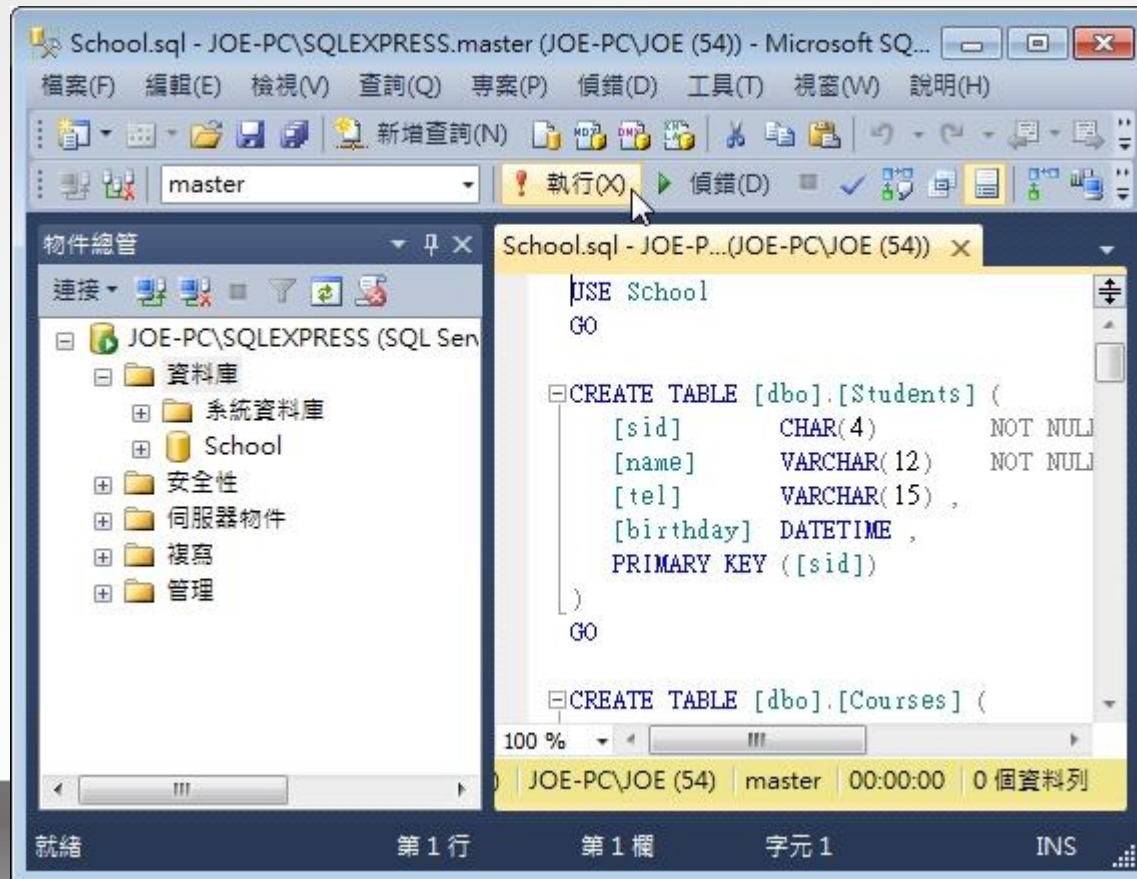 School.sql - JOE-PC\SQLEXPRESS.master (JOE-PC\JOE (54)) - Microsoft SQ...
檔案(F) 編輯(E) 檢視(V) 查詢(Q) 專案(P) 偵錯(D) 工具(T) 視窗(W) 說明(H)
新增查詢(N)
master 執行(X) 偵錯(D)
物件總管
連接
JOE-PC\SQLEXPRESS (SQL Serv
資料庫
系統資料庫
School
安全性
伺服器物件
複寫
管理
School.sql - JOE-P...(JOE-PC\JOE (54))
USE School
GO
CREATE TABLE [dbo].[Students] (
[sid] CHAR(4) NOT NULL
[name] VARCHAR(12) NOT NULL
[tel] VARCHAR(15) ,
[birthday] DATETIME ,
PRIMARY KEY ([sid])
)
GO
CREATE TABLE [dbo].[Courses] (
100 %
) JOE-PC\JOE (54) master 00:00:00 0 個資料列
就緒 第 1 行 第 1 欄 字元 1 INS